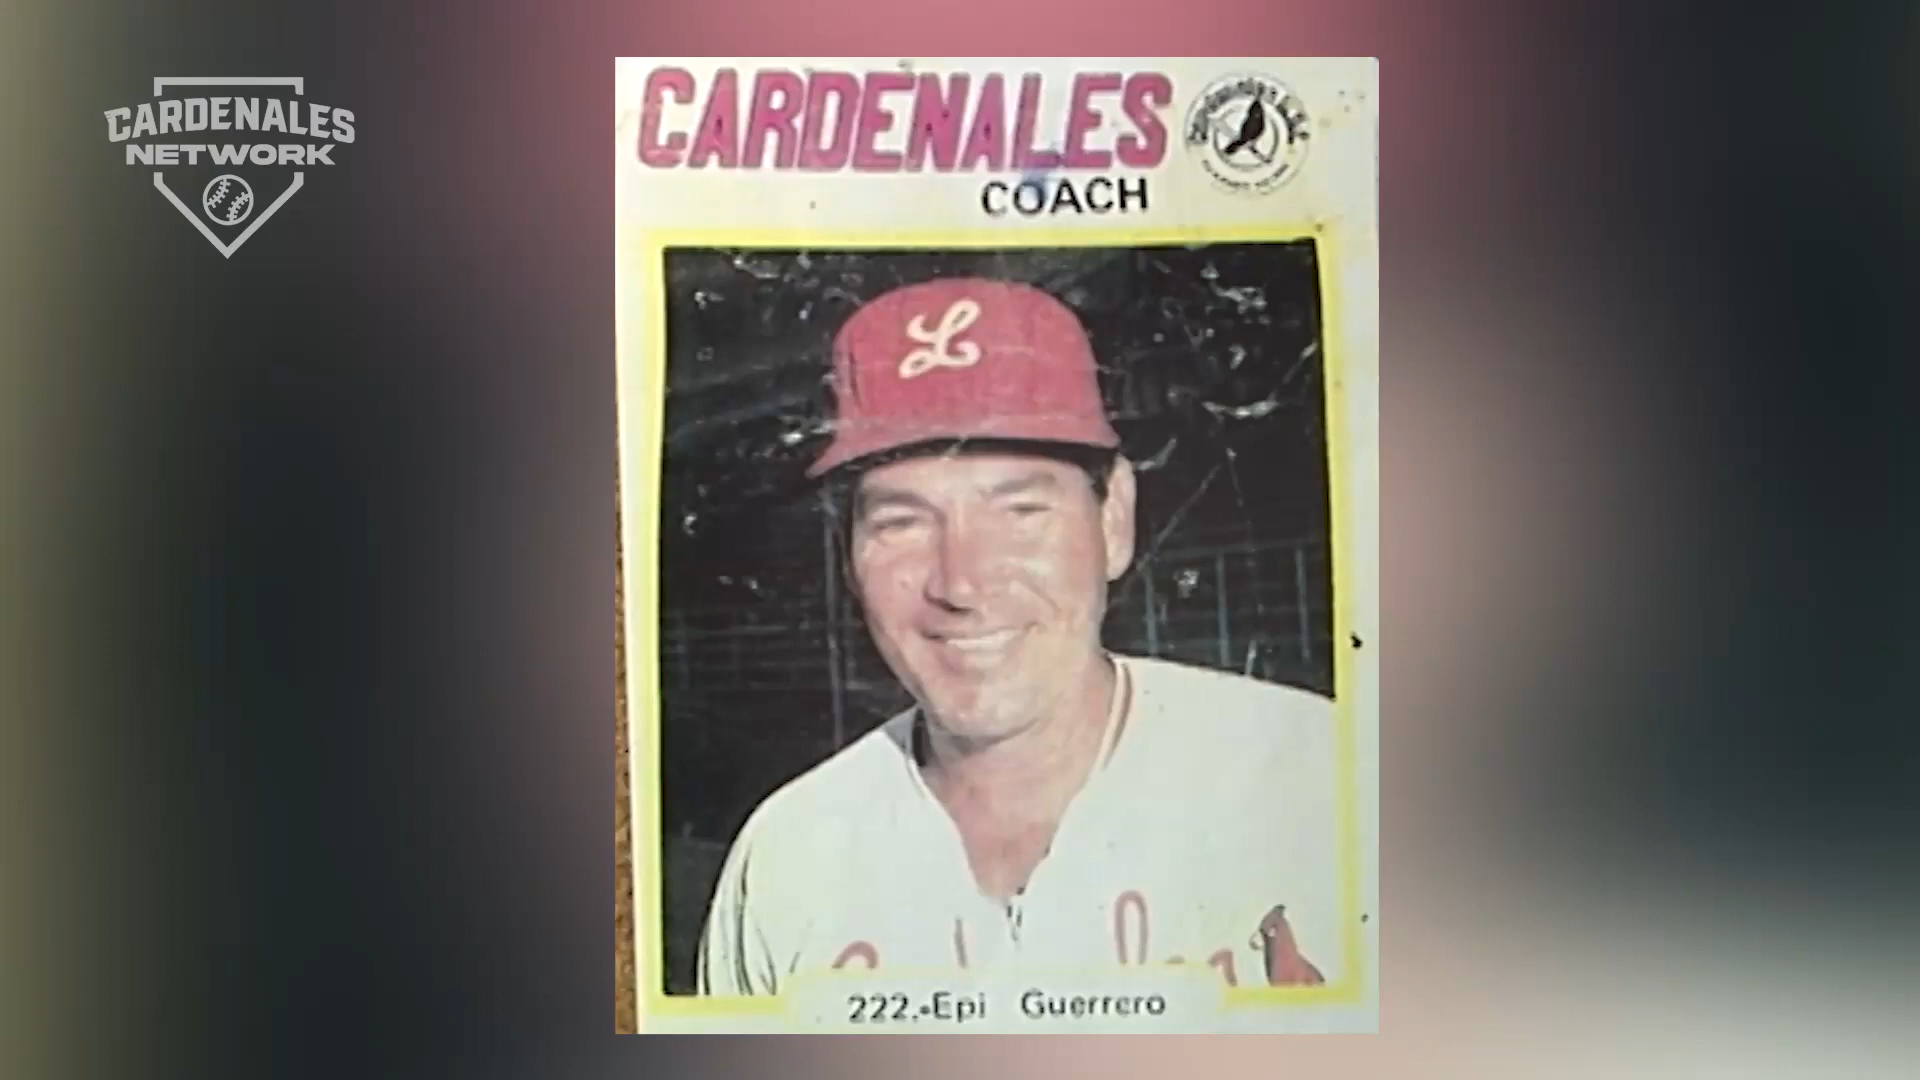 CARDENALES
NETWORK
CARDENALES
COACH
L
222.-Epi Guerrero